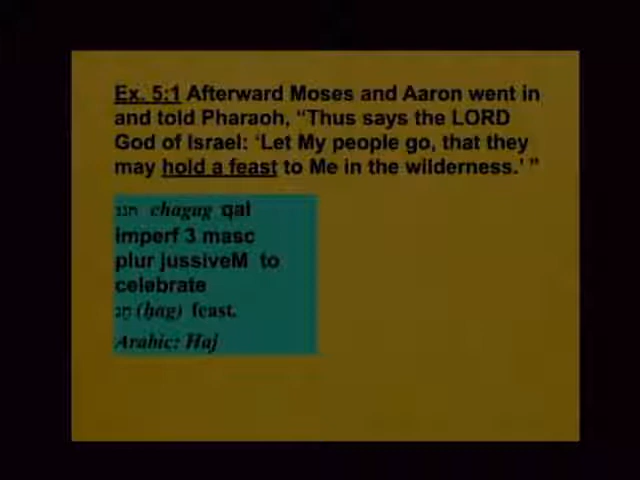 Ex. 5:1 Afterward Moses and Aaron went in
and told Pharaoh, “Thus says the LORD
God of Israel: ‘Let My people go, that they
may hold a feast to Me in the wilderness.’ ”
chagag qal
imperf 3 masc
plur jussiveM to
celebrate
(ḥag) feast.
Arabic: Haj